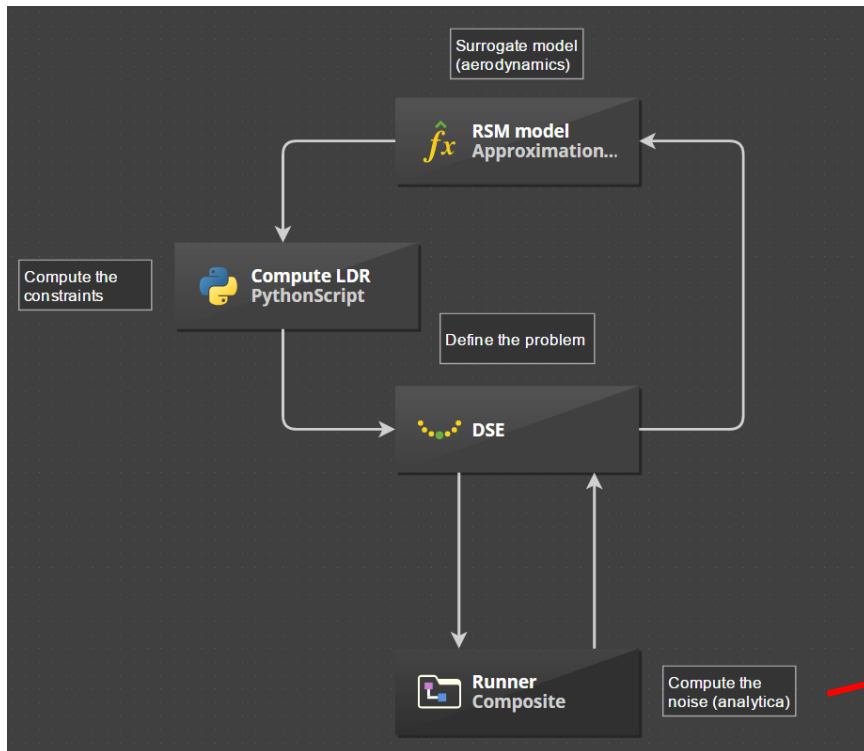 Surrogate model
(aerodynamics)
fx
RSM model
Approximation...
Compute the
constraints
Compute LDR
PythonScript
Define the problem
DSE
Runner
Composite
Compute the
noise (analytica)